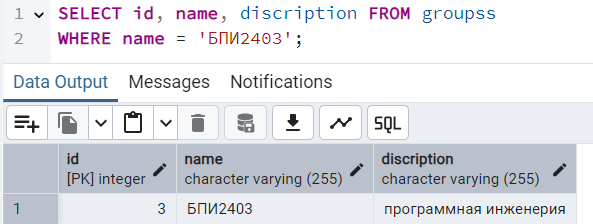 1 SELECT id, name, discription FROM groupss
2 WHERE name = 'БПИ2403';
Data Output Messages Notifications
SQL
id name discription
[PK] integer character varying (255) character varying (255)
1 3 БПИ2403 программная инженерия